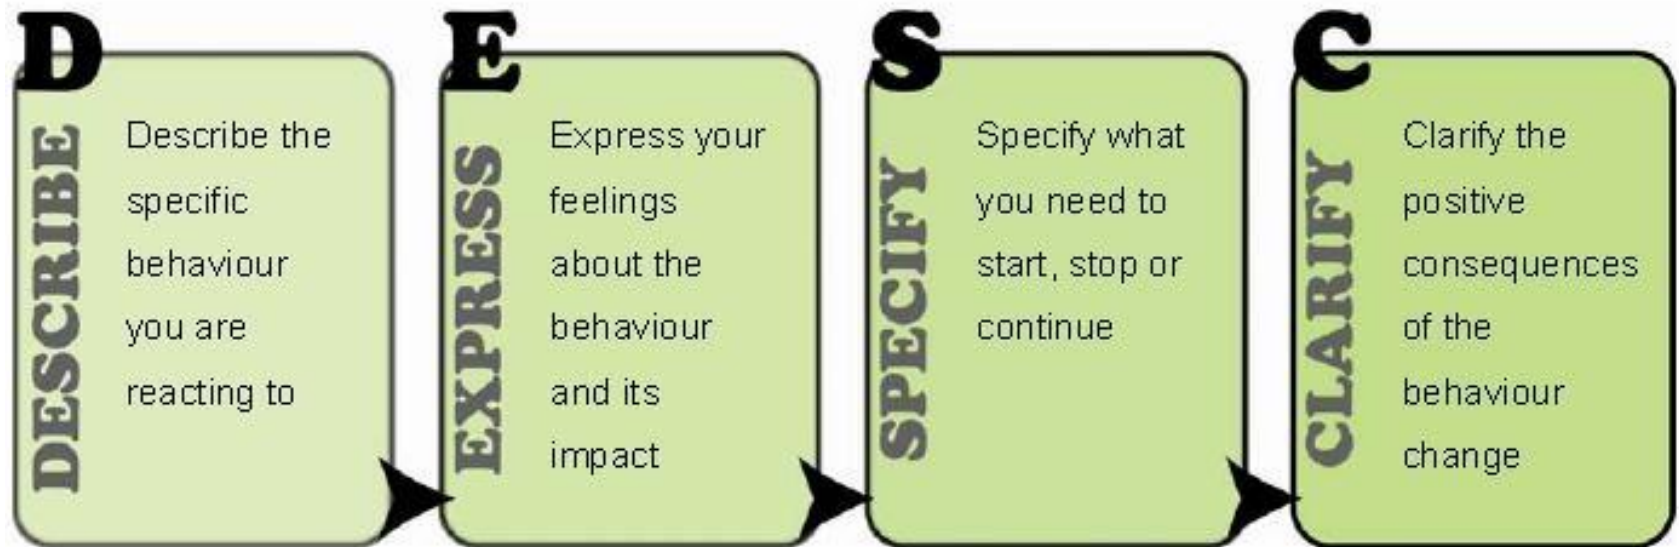 D
DESCRIBE
Describe the
specific
behaviour
you are
reacting to
E
EXPRESS
Express your
feelings
about the
behaviour
and its
impact
S
SPECIFY
Specify what
you need to
start, stop or
continue
C
CLARIFY
Clarify the
positive
consequences
of the
behaviour
change